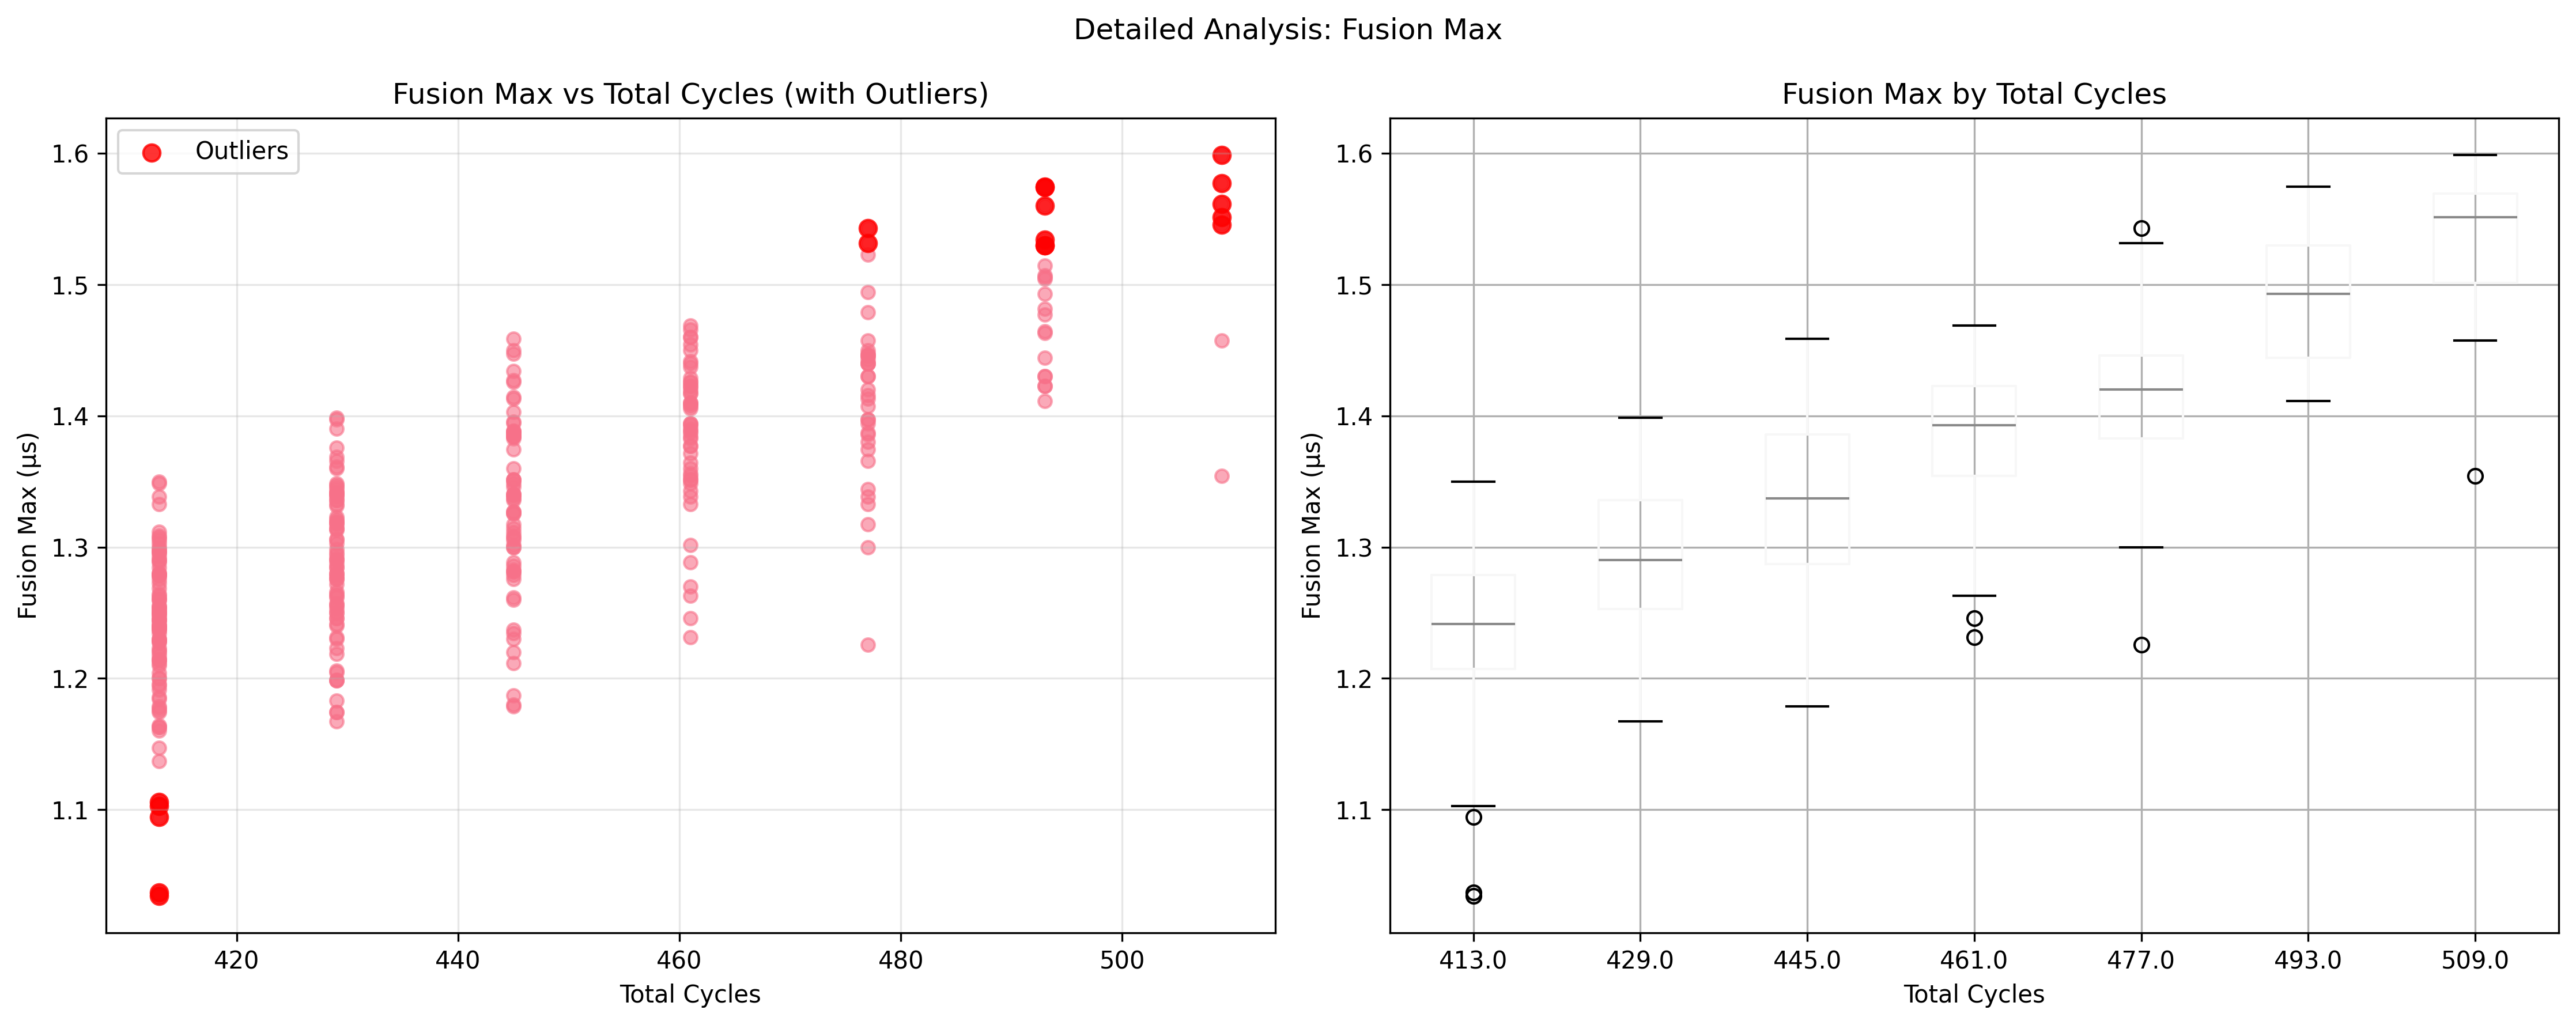 Detailed Analysis: Fusion Max
Fusion Max vs Total Cycles (with Outliers)
Outliers
Fusion Max (µs)
1.6
1.5
1.4
1.3
1.2
1.1
420 440 460 480 500
Total Cycles
Fusion Max by Total Cycles
Fusion Max (µs)
1.6
1.5
1.4
1.3
1.2
1.1
413.0 429.0 445.0 461.0 477.0 493.0 509.0
Total Cycles